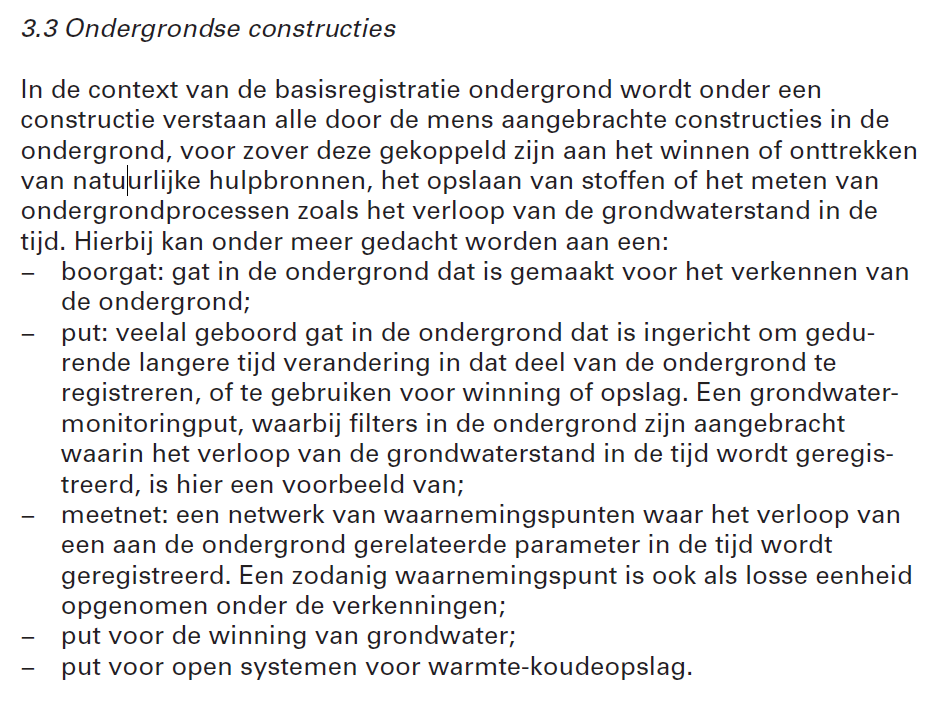 3.3 Ondergrondse constructies
In de context van de basisregistratie ondergrond wordt onder een
constructie verstaan alle door de mens aangebrachte constructies in de
ondergrond, voor zover deze gekoppeld zijn aan het winnen of onttrekken
van natuurlijke hulpbronnen, het opslaan van stoffen of het meten van
ondergrondprocessen zoals het verloop van de grondwaterstand in de
tijd. Hierbij kan onder meer gedacht worden aan een:
– boorgat: gat in de ondergrond dat is gemaakt voor het verkennen van
de ondergrond;
– put: veelal geboord gat in de ondergrond dat is ingericht om gedu-
rende langere tijd verandering in dat deel van de ondergrond te
registreren, of te gebruiken voor winning of opslag. Een grondwater-
monitoringput, waarbij filters in de ondergrond zijn aangebracht
waarin het verloop van de grondwaterstand in de tijd wordt geregis-
treerd, is hier een voorbeeld van;
– meetnet: een netwerk van waarnemingspunten waar het verloop van
een aan de ondergrond gerelateerde parameter in de tijd wordt
geregistreerd. Een zodanig waarnemingspunt is ook als losse eenheid
opgenomen onder de verkenningen;
– put voor de winning van grondwater;
– put voor open systemen voor warmte-koudeopslag.